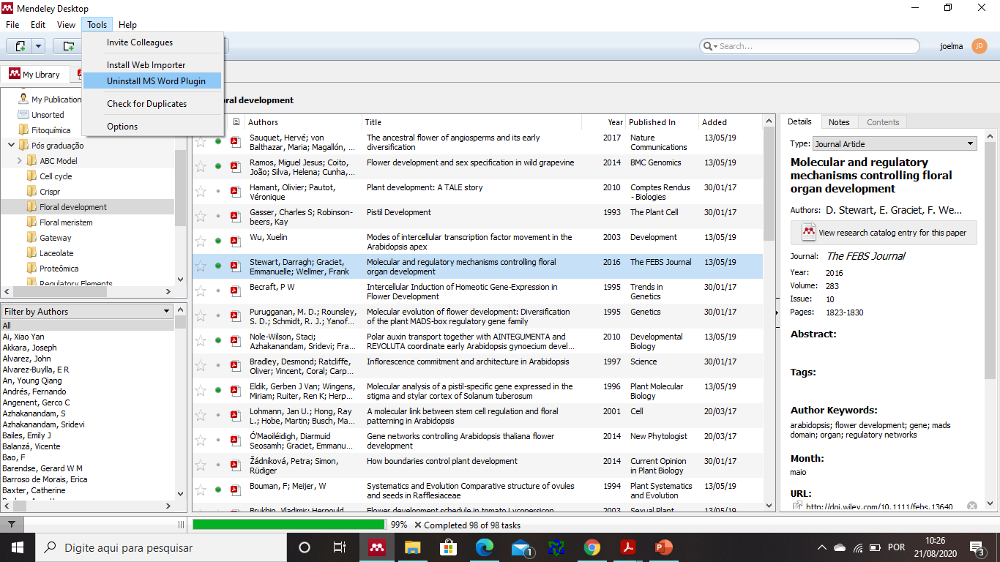 Mendeley Desktop
File Edit View Tools Help
Invite Colleagues
Install Web Importer
Uninstall MS Word Plugin
Check for Duplicates
Options
Search...
joelma
JD
My Library
My Publication
Unsorted
Fitoquímica
Pós graduação
ABC Model
Cell cycle
Crispr
Floral development
Floral meristem
Gateway
Laceolate
Proteômica
Regulatory Elements
Filter by Authors
All
Ai, Xiao Yan
Akkara, Joseph
Alvarez, John
Alvarez-Buylla, E R
An, Young Qiang
Andrés, Fernando
Angenent, Gerco C
Azhakanandam, S
Azhakanandam, Sridevi
Bailes, Emily J
Balanzá, Vicente
Bao, F
Barendse, Gerard W M
Barroso de Morais, Erica
Baxter, Catherine
oral development
Authors Title Year Published In Added
Sauquet, Hervé; von The ancestral flower of angiosperms and its early 2017 Nature 13/05/19
Balthazar, Maria; Magallón, ... diversification Communications
Ramos, Miguel Jesus; Coito, Flower development and sex specification in wild grapevine 2014 BMC Genomics 13/05/19
João; Silva, Helena; Cunha,...
Hamant, Olivier; Pautot, Plant development: A TALE story 2010 Comptes Rendus 30/01/17
Véronique - Biologies
Gasser, Charles S; Robinson- Pistil Development 1993 The Plant Cell 30/01/17
beers, Kay
Wu, Xuelin Modes of intercellular transcription factor movement in the 2003 Development 13/05/19
Arabidopsis apex
Stewart, Darragh; Graciet, Molecular and regulatory mechanisms controlling floral 2016 The FEBS Journal 13/05/19
Emmanuelle; Wellmer, Frank organ development
Becraft, P W Intercellular Induction of Homeotic Gene-Expression in 1995 Trends in 30/01/17
Flower Development Genetics
Purugganan, M. D.; Rounsley, Molecular evolution of flower development: Diversification 1995 Genetics 30/01/17
S. D.; Schmidt, R. J.; Yanof... of the plant MADS-box regulatory gene family
Nole-Wilson, Staci; Polar auxin transport together with AINTEGUMENTA and 2010 Developmental 13/05/19
Azhakanandam, Sridevi; Fra... REVOLUTA coordinate early Arabidopsis gynoecium devel... Biology
Bradley, Desmond; Ratcliffe, Inflorescence commitment and architecture in Arabidopsis 1997 Science 30/01/17
Oliver; Vincent, Coral; Carp...
Eldik, Gerben J Van; Wingens, Molecular analysis of a pistil-specific gene expressed in the 1996 Plant Molecular 13/05/19
Miriam; Ruiter, Ren K; Herp... stigma and stylar cortex of Solanum tuberosum Biology
Lohmann, Jan U.; Hong, Ray A molecular link between stem cell regulation and floral 2001 Cell 20/03/17
L.; Hobe, Martin; Busch, Ma... patterning in Arabidopsis
Ó'Maoiléidigh, Diarmuid Gene networks controlling Arabidopsis thaliana flower 2014 New Phytologist 20/03/17
Seosamh; Graciet, Emmanu... development
Žádníková, Petra; Simon, How boundaries control plant development 2014 Current Opinion 30/01/17
Rüdiger in Plant Biology
Bouman, F; Meijer, W Systematics and Evolution Comparative structure of ovules 1994 Plant Systematics 13/05/19
and seeds in Rafflesiaceae and Evolution
Brukhin, Vladimir; Hernould, Flower development schedule in tomato Lycopersicon 2003 Sexual Plant 13/05/19
Details Notes Contents
Type: Journal Article
Molecular and regulatory
mechanisms controlling floral
organ development
Authors: D. Stewart, E. Graciet, F. We...
View research catalog entry for this paper
Journal: The FEBS Journal
Year: 2016
Volume: 283
Issue: 10
Pages: 1823-1830
Abstract:
Tags:
Author Keywords:
arabidopsis; flower development; gene; mads
domain; organ; regulatory networks
Month:
maio
URL:
http://doi.wiley.com/10.1111/febs.13640
99% Completed 98 of 98 tasks
Digite aqui para pesquisar
1
POR
10:26
21/08/2020
3